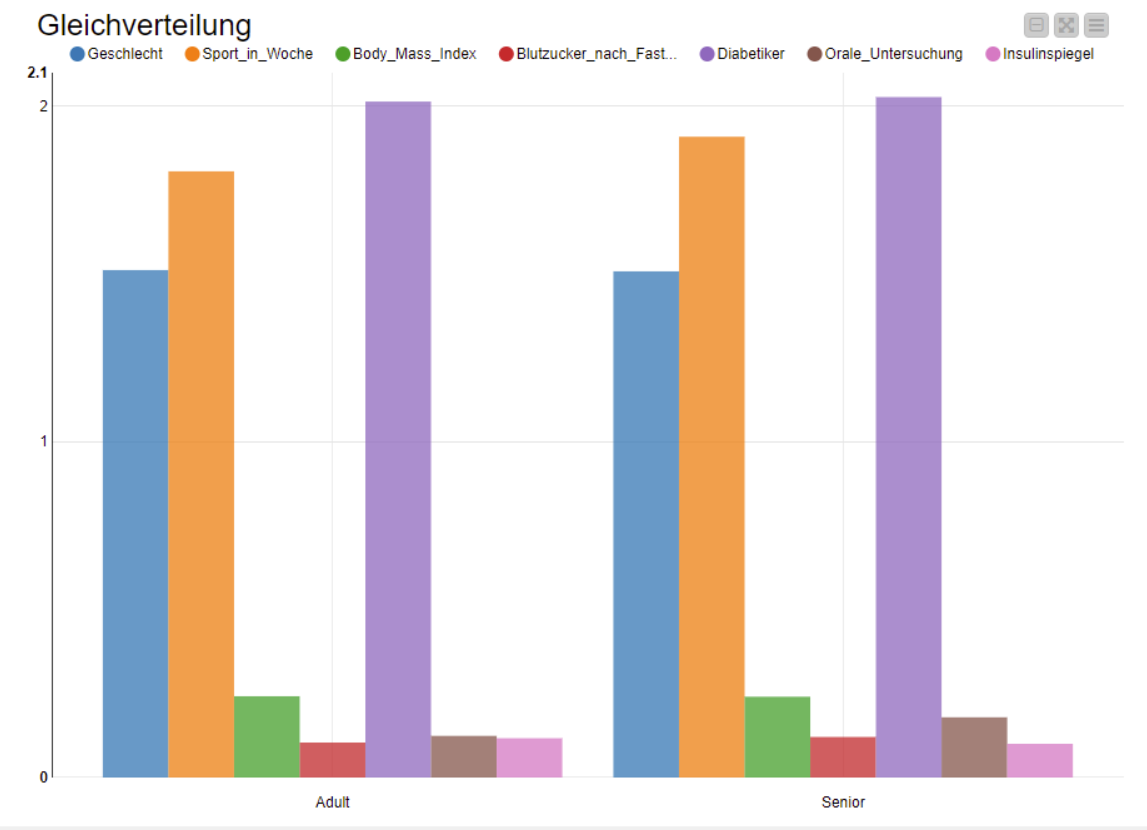 Gleichverteilung
Geschlecht Sport_in_Woche Body_Mass_Index Blutzucker_nach_Fast... Diabetiker Orale_Untersuchung Insulinspiegel
2.1
2
1
0
Adult Senior